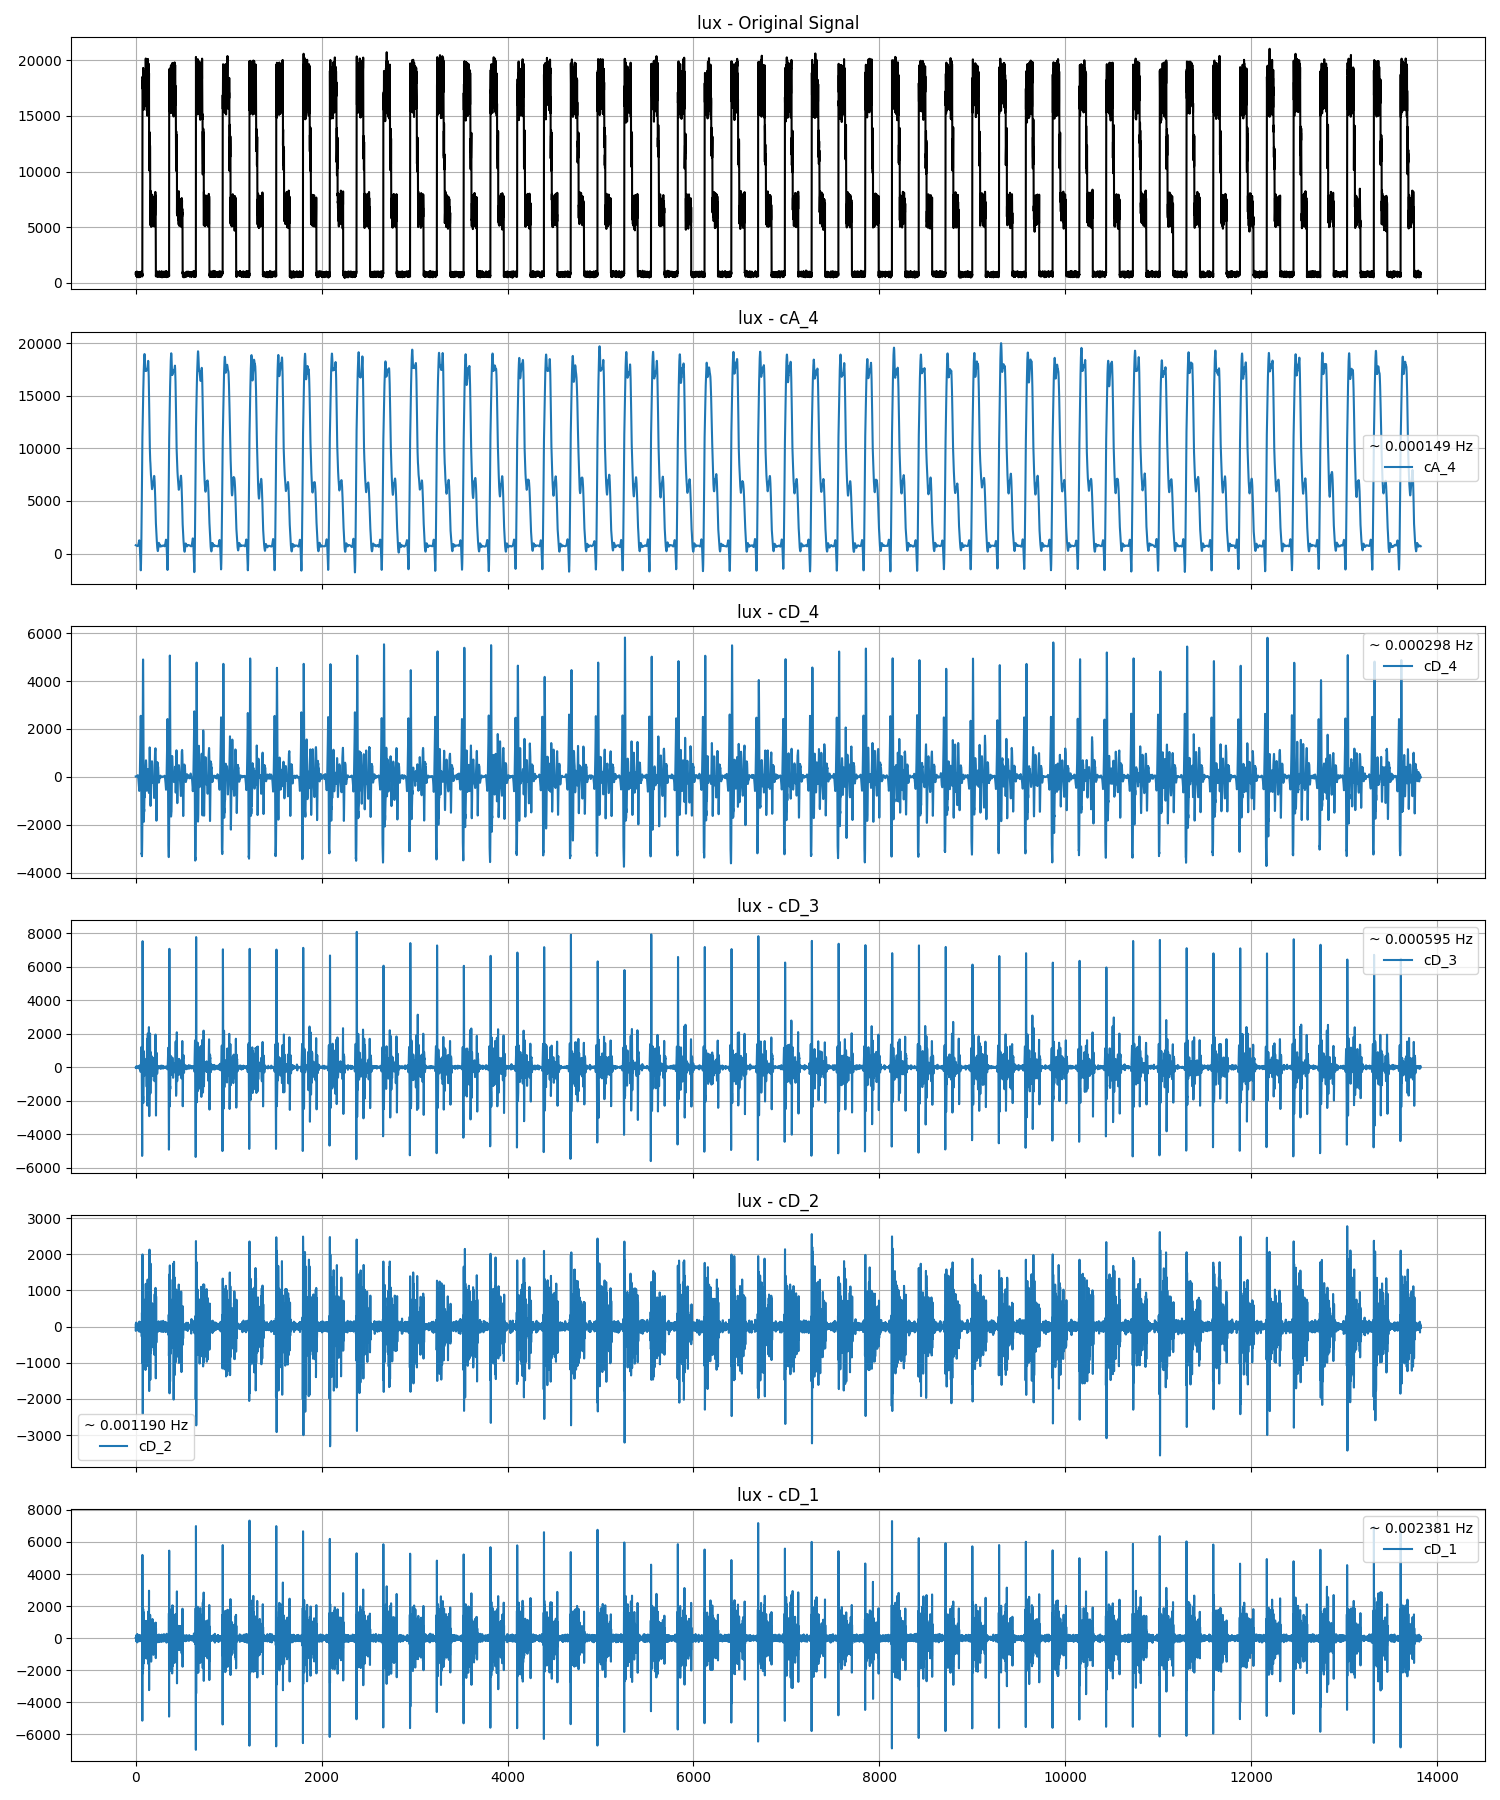 lux - Original Signal
20000
15000
10000
5000
0
lux - cA_4
20000
15000
10000
5000
0
~ 0.000149 Hz
cA_4
lux - cD_4
6000
4000
2000
0
−2000
−4000
~ 0.000298 Hz
cD_4
lux - cD_3
8000
6000
4000
2000
0
−2000
−4000
−6000
~ 0.000595 Hz
cD_3
lux - cD_2
3000
2000
1000
0
−1000
−2000
−3000
~ 0.001190 Hz
cD_2
lux - cD_1
8000
6000
4000
2000
0
−2000
−4000
−6000
~ 0.002381 Hz
cD_1
0 2000 4000 6000 8000 10000 12000 14000